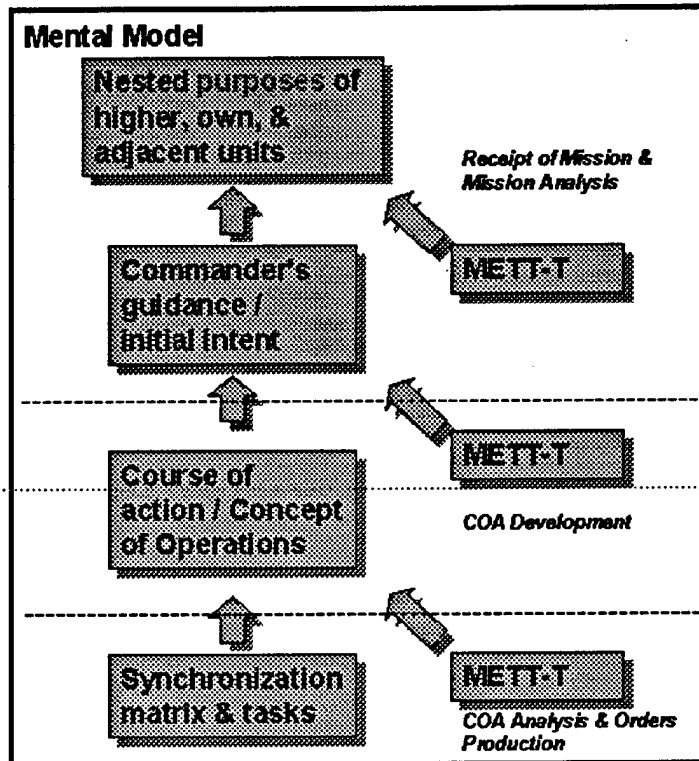 Mental Model
Nested purposes of
higher, own, &
adjacent units
Receipt of Mission &
Mission Analysis
METT-T
Commander's
guidance /
initial intent
METT-T
Course of
action / Concept
of Operations
COA Development
METT-T
Synchronization
matrix & tasks
COA Analysis & Orders
Production